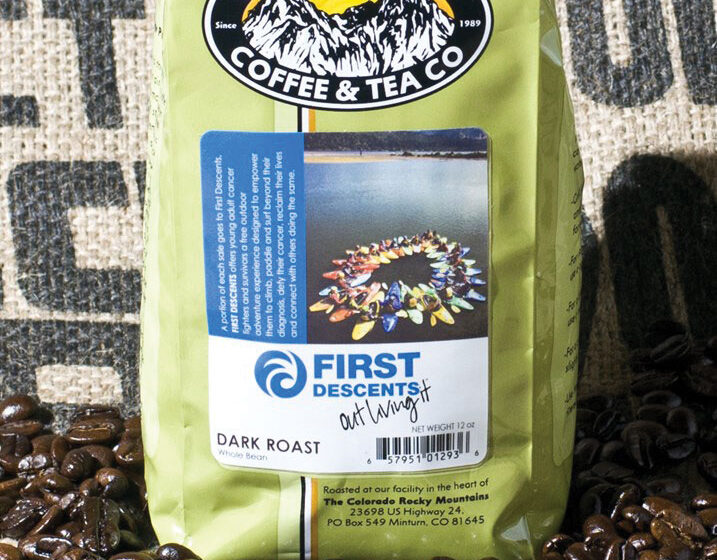 Since
1989
COFFEE & TEA CO
A portion of each sale goes to First Descents.
FIRST DESCENTS offers young adult cancer
fighters and survivors a free outdoor
adventure experience designed to empower
them to climb, paddle and surf beyond their
diagnosis, defy their cancer, reclaim their lives
and connect with others doing the same.
FIRST
DESCENTS
out living it
NET WEIGHT 12 oz
DARK ROAST
Whole Bean
6 57951 01293 6
Roasted at our facility in the heart of
The Colorado Rocky Mountains
23698 US Highway 24,
PO Box 549 Minturn, CO 81645